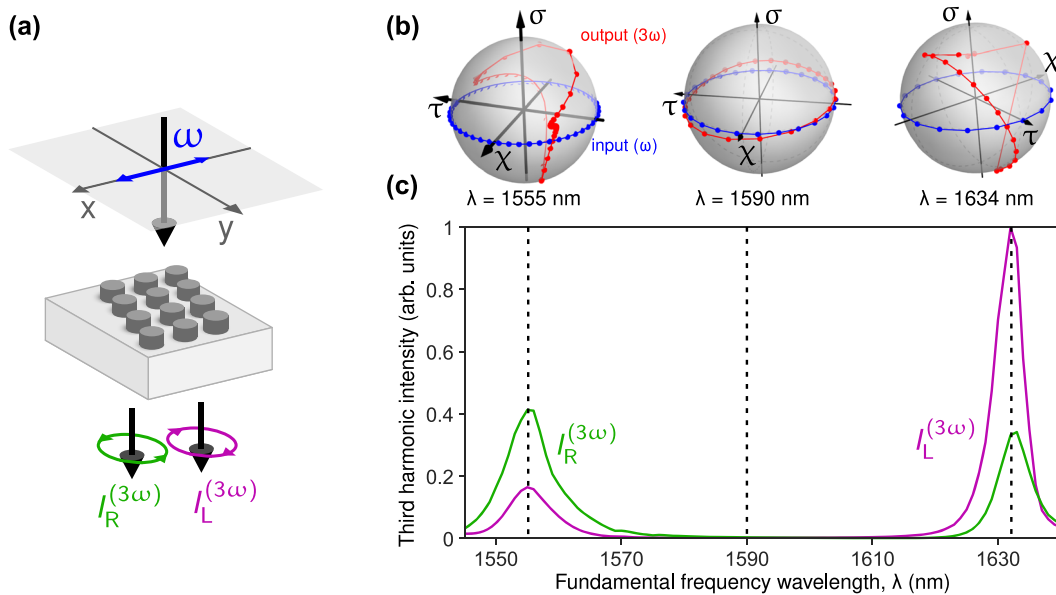 (a)
ω
x
y
I_R^(3ω)
I_L^(3ω)
(b)
σ
output (3ω)
τ
χ
input (ω)
λ = 1555 nm
σ
τ
χ
λ = 1590 nm
σ
χ
τ
λ = 1634 nm
(c)
Third harmonic intensity (arb. units)
1
0.8
0.6
0.4
0.2
0
I_R^(3ω)
I_L^(3ω)
1550
1570
1590
1610
1630
Fundamental frequency wavelength, λ (nm)